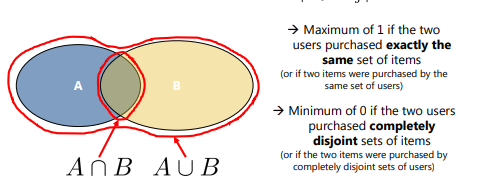 A
B
A ∩ B
A ∪ B
→ Maximum of 1 if the two
users purchased exactly the
same set of items
(or if two items were purchased by the
same set of users)
→ Minimum of 0 if the two users
purchased completely
disjoint sets of items
(or if the two items were purchased by
completely disjoint sets of users)